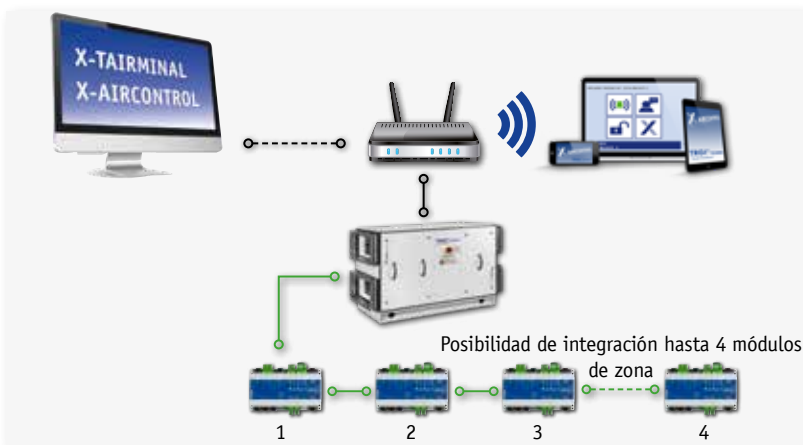 X-TAIRMINAL
X-AIRCONTROL
Posibilidad de integración hasta 4 módulos
de zona
1 2 3 4